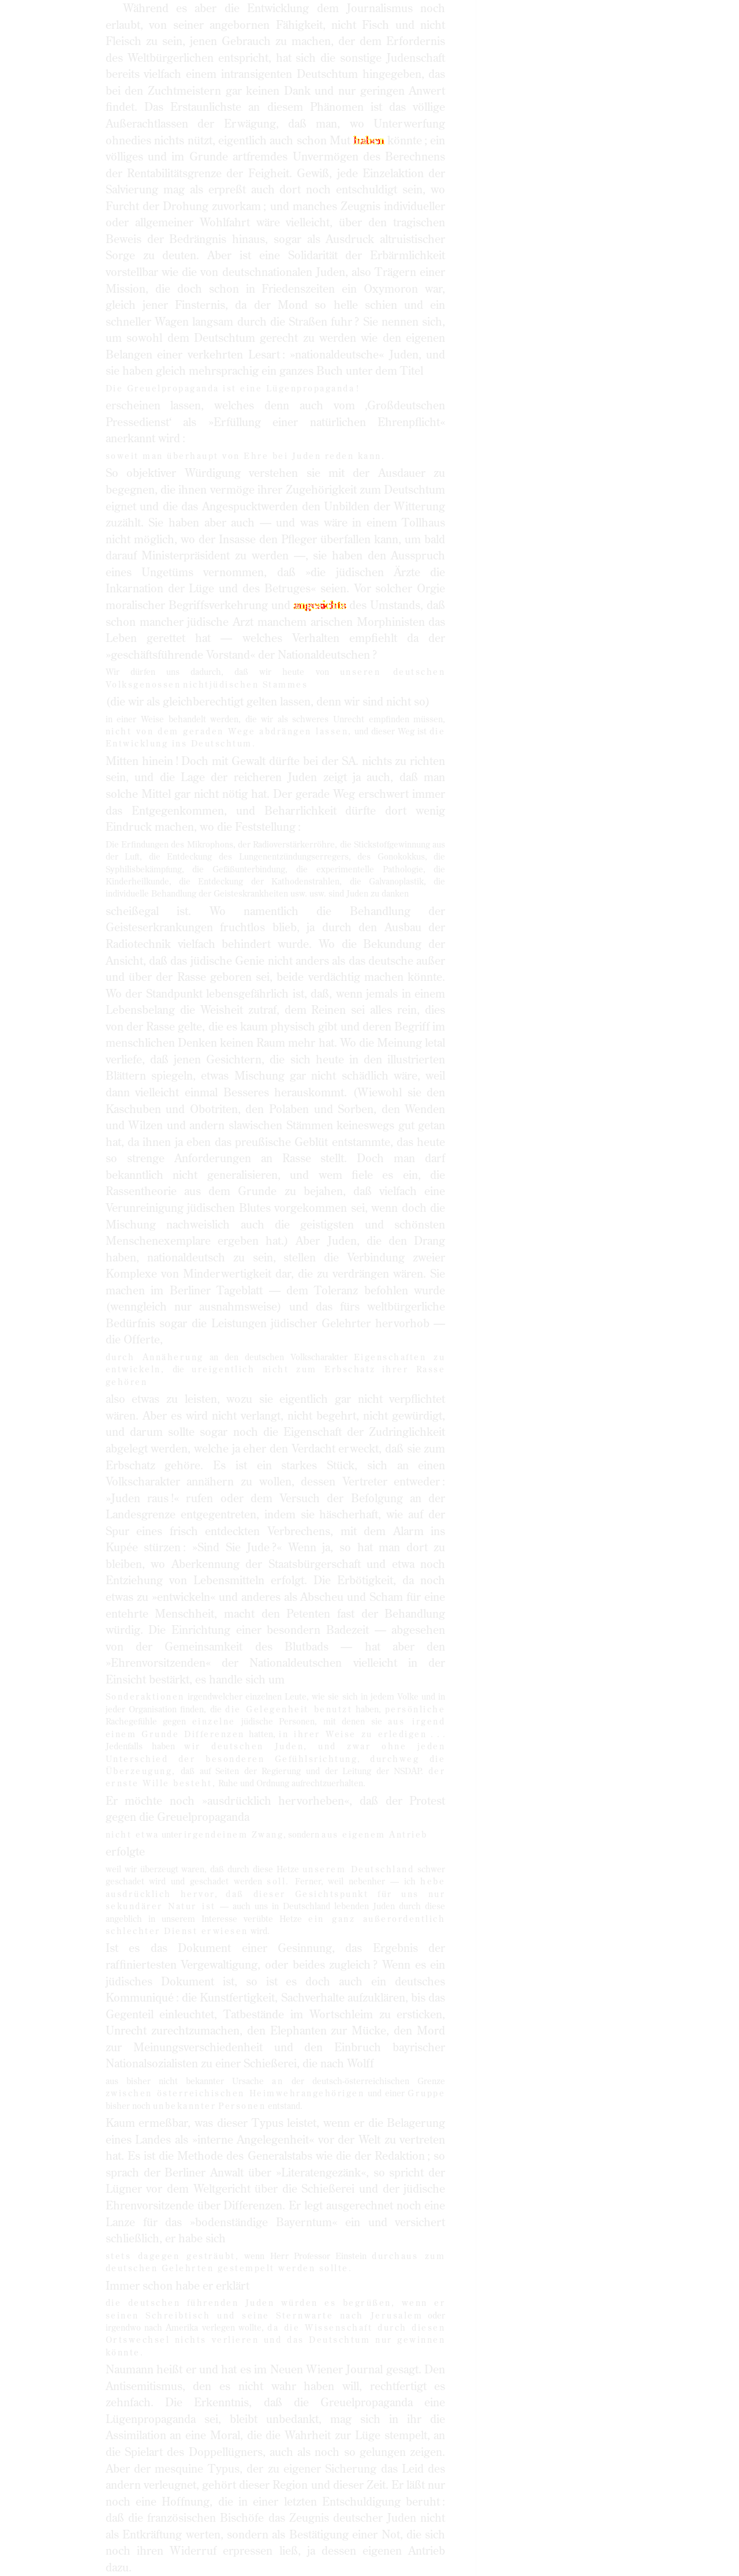 Während es aber die Entwicklung dem Journalismus noch
erlaubt, von seiner angebornen Fähigkeit, nicht Fisch und nicht
Fleisch zu sein, jenen Gebrauch zu machen, der dem Erfordernis
des Weltbürgerlichen entspricht, hat sich die sonstige Judenschaft
bereits vielfach einem intransigenten Deutschtum hingegeben, das
bei den Zuchtmeistern gar keinen Dank und nur geringen Anwert
findet. Das Erstaunlichste an diesem Phänomen ist das völlige
Außerachtlassen der Erwägung, daß man, wo Unterwerfung
ohnedies nichts nützt, eigentlich auch schon Mut haben könnte; ein
völliges und im Grunde artfremdes Unvermögen des Berechnens
der Rentabilitätsgrenze der Feigheit. Gewiß, jede Einzelaktion der
Salvierung mag als erpreßt auch dort noch entschuldigt sein, wo
Furcht der Drohung zuvorkam; und manches Zeugnis individueller
oder allgemeiner Wohlfahrt wäre vielleicht, über den tragischen
Beweis der Bedrängnis hinaus, sogar als Ausdruck altruistischer
Sorge zu deuten. Aber ist eine Solidarität der Erbärmlichkeit
vorstellbar wie die von deutschnationalen Juden, also Trägern einer
Mission, die doch schon in Friedenszeiten ein Oxymoron war,
gleich jener Finsternis, da der Mond so helle schien und ein
schneller Wagen langsam durch die Straßen fuhr? Sie nennen sich,
um sowohl dem Deutschtum gerecht zu werden wie den eigenen
Belangen einer verkehrten Lesart: »nationaldeutsche« Juden, und
sie haben gleich mehrsprachig ein ganzes Buch unter dem Titel
Die Greuelpropaganda ist eine Lügenpropaganda!
erscheinen lassen, welches denn auch vom ‚Großdeutschen
Pressedienst' als »Erfüllung einer natürlichen Ehrenpflicht«
anerkannt wird:
soweit man überhaupt von Ehre bei Juden reden kann.
So objektiver Würdigung verstehen sie mit der Ausdauer zu
begegnen, die ihnen vermöge ihrer Zugehörigkeit zum Deutschtum
eignet und die das Angespucktwerden den Unbilden der Witterung
zuzählt. Sie haben aber auch — und was wäre in einem Tollhaus
nicht möglich, wo der Insasse den Pfleger überfallen kann, um bald
darauf Ministerpräsident zu werden —, sie haben den Ausspruch
eines Ungetüms vernommen, daß »die jüdischen Ärzte die
Inkarnation der Lüge und des Betruges« seien. Vor solcher Orgie
moralischer Begriffsverkehrung und angesichts des Umstands, daß
schon mancher jüdische Arzt manchem arischen Morphinisten das
Leben gerettet hat — welches Verhalten empfiehlt da der
»geschäftsführende Vorstand« der Nationaldeutschen?
Wir dürfen uns dadurch, daß wir heute von unseren deutschen
Volksgenossen nichtjüdischen Stammes
(die wir als gleichberechtigt gelten lassen, denn wir sind nicht so)
in einer Weise behandelt werden, die wir als schweres Unrecht empfinden müssen,
nicht von dem geraden Wege abdrängen lassen, und dieser Weg ist die
Entwicklung ins Deutschtum.
Mitten hinein! Doch mit Gewalt dürfte bei der SA. nichts zu richten
sein, und die Lage der reicheren Juden zeigt ja auch, daß man
solche Mittel gar nicht nötig hat. Der gerade Weg erschwert immer
das Entgegenkommen, und Beharrlichkeit dürfte dort wenig
Eindruck machen, wo die Feststellung:
Die Erfindungen des Mikrophons, der Radioverstärkerröhre, die Stickstoffgewinnung aus
der Luft, die Entdeckung des Lungenentzündungserregers, des Gonokokkus, die
Syphilisbekämpfung, die Gefäßunterbindung, die experimentelle Pathologie, die
Kinderheilkunde, die Entdeckung der Kathodenstrahlen, die Galvanoplastik, die
individuelle Behandlung der Geisteskrankheiten usw. usw. sind Juden zu danken
scheißegal ist. Wo namentlich die Behandlung der
Geisteserkrankungen fruchtlos blieb, ja durch den Ausbau der
Radiotechnik vielfach behindert wurde. Wo die Bekundung der
Ansicht, daß das jüdische Genie nicht anders als das deutsche außer
und über der Rasse geboren sei, beide verdächtig machen könnte.
Wo der Standpunkt lebensgefährlich ist, daß, wenn jemals in einem
Lebensbelang die Weisheit zutraf, dem Reinen sei alles rein, dies
von der Rasse gelte, die es kaum physisch gibt und deren Begriff im
menschlichen Denken keinen Raum mehr hat. Wo die Meinung letal
verliefe, daß jenen Gesichtern, die sich heute in den illustrierten
Blättern spiegeln, etwas Mischung gar nicht schädlich wäre, weil
dann vielleicht einmal Besseres herauskommt. (Wiewohl sie den
Kaschuben und Obotriten, den Polaben und Sorben, den Wenden
und Wilzen und andern slawischen Stämmen keineswegs gut getan
hat, da ihnen ja eben das preußische Geblüt entstammte, das heute
so strenge Anforderungen an Rasse stellt. Doch man darf
bekanntlich nicht generalisieren, und wem fiele es ein, die
Rassentheorie aus dem Grunde zu bejahen, daß vielfach eine
Verunreinigung jüdischen Blutes vorgekommen sei, wenn doch die
Mischung nachweislich auch die geistigsten und schönsten
Menschenexemplare ergeben hat.) Aber Juden, die den Drang
haben, nationaldeutsch zu sein, stellen die Verbindung zweier
Komplexe von Minderwertigkeit dar, die zu verdrängen wären. Sie
machen im Berliner Tageblatt — dem Toleranz befohlen wurde
(wenngleich nur ausnahmsweise) und das fürs weltbürgerliche
Bedürfnis sogar die Leistungen jüdischer Gelehrter hervorhob —
die Offerte,
durch Annäherung an den deutschen Volkscharakter Eigenschaften zu
entwickeln, die ureigentlich nicht zum Erbschatz ihrer Rasse
gehören
also etwas zu leisten, wozu sie eigentlich gar nicht verpflichtet
wären. Aber es wird nicht verlangt, nicht begehrt, nicht gewürdigt,
und darum sollte sogar noch die Eigenschaft der Zudringlichkeit
abgelegt werden, welche ja eher den Verdacht erweckt, daß sie zum
Erbschatz gehöre. Es ist ein starkes Stück, sich an einen
Volkscharakter annähern zu wollen, dessen Vertreter entweder:
»Juden raus!« rufen oder dem Versuch der Befolgung an der
Landesgrenze entgegentreten, indem sie häscherhaft, wie auf der
Spur eines frisch entdeckten Verbrechens, mit dem Alarm ins
Kupée stürzen: »Sind Sie Jude?« Wenn ja, so hat man dort zu
bleiben, wo Aberkennung der Staatsbürgerschaft und etwa noch
Entziehung von Lebensmitteln erfolgt. Die Erbötigkeit, da noch
etwas zu »entwickeln« und anderes als Abscheu und Scham für eine
entehrte Menschheit, macht den Petenten fast der Behandlung
würdig. Die Einrichtung einer besondern Badezeit — abgesehen
von der Gemeinsamkeit des Blutbads — hat aber den
»Ehrenvorsitzenden« der Nationaldeutschen vielleicht in der
Einsicht bestärkt, es handle sich um
Sonderaktionen irgendwelcher einzelnen Leute, wie sie sich in jedem Volke und in
jeder Organisation finden, die die Gelegenheit benutzt haben, persönliche
Rachegefühle gegen einzelne jüdische Personen, mit denen sie aus irgend
einem Grunde Differenzen hatten, in ihrer Weise zu erledigen . .
Jedenfalls haben wir deutschen Juden, und zwar ohne jeden
Unterschied der besonderen Gefühlsrichtung, durchweg die
Überzeugung, daß auf Seiten der Regierung und der Leitung der NSDAP. der
ernste Wille besteht, Ruhe und Ordnung aufrechtzuerhalten.
Er möchte noch »ausdrücklich hervorheben«, daß der Protest
gegen die Greuelpropaganda
nicht etwa unter irgendeinem Zwang, sondern aus eigenem Antrieb
erfolgte
weil wir überzeugt waren, daß durch diese Hetze unserem Deutschland schwer
geschadet wird und geschadet werden soll. Ferner, weil nebenher — ich hebe
ausdrücklich hervor, daß dieser Gesichtspunkt für uns nur
sekundärer Natur ist — auch uns in Deutschland lebenden Juden durch diese
angeblich in unserem Interesse verübte Hetze ein ganz außerordentlich
schlechter Dienst erwiesen wird.
Ist es das Dokument einer Gesinnung, das Ergebnis der
raffiniertesten Vergewaltigung, oder beides zugleich? Wenn es ein
jüdisches Dokument ist, so ist es doch auch ein deutsches
Kommuniqué: die Kunstfertigkeit, Sachverhalte aufzuklären, bis das
Gegenteil einleuchtet, Tatbestände im Wortschleim zu ersticken,
Unrecht zurechtzumachen, den Elephanten zur Mücke, den Mord
zur Meinungsverschiedenheit und den Einbruch bayrischer
Nationalsozialisten zu einer Schießerei, die nach Wolff
aus bisher nicht bekannter Ursache an der deutsch-österreichischen Grenze
zwischen österreichischen Heimwehrangehörigen und einer Gruppe
bisher noch unbekannter Personen entstand.
Kaum ermeßbar, was dieser Typus leistet, wenn er die Belagerung
eines Landes als »interne Angelegenheit« vor der Welt zu vertreten
hat. Es ist die Methode des Generalstabs wie die der Redaktion; so
sprach der Berliner Anwalt über »Literatengezänk«, so spricht der
Lügner vor dem Weltgericht über die Schießerei und der jüdische
Ehrenvorsitzende über Differenzen. Er legt ausgerechnet noch eine
Lanze für das »bodenständige Bayerntum« ein und versichert
schließlich, er habe sich
stets dagegen gesträubt, wenn Herr Professor Einstein durchaus zum
deutschen Gelehrten gestempelt werden sollte.
Immer schon habe er erklärt
die deutschen führenden Juden würden es begrüßen, wenn er
seinen Schreibtisch und seine Sternwarte nach Jerusalem oder
irgendwo nach Amerika verlegen wollte, da die Wissenschaft durch diesen
Ortswechsel nichts verlieren und das Deutschtum nur gewinnen
könnte.
Naumann heißt er und hat es im Neuen Wiener Journal gesagt. Den
Antisemitismus, den es nicht wahr haben will, rechtfertigt es
zehnfach. Die Erkenntnis, daß die Greuelpropaganda eine
Lügenpropaganda sei, bleibt unbedankt, mag sich in ihr die
Assimilation an eine Moral, die die Wahrheit zur Lüge stempelt, an
die Spielart des Doppellügners, auch als noch so gelungen zeigen.
Aber der mesquine Typus, der zu eigener Sicherung das Leid des
andern verleugnet, gehört dieser Region und dieser Zeit. Er läßt nur
noch eine Hoffnung, die in einer letzten Entschuldigung beruht:
daß die französischen Bischöfe das Zeugnis deutscher Juden nicht
als Entkräftung werten, sondern als Bestätigung einer Not, die sich
noch ihren Widerruf erpressen ließ, ja dessen eigenen Antrieb
dazu.